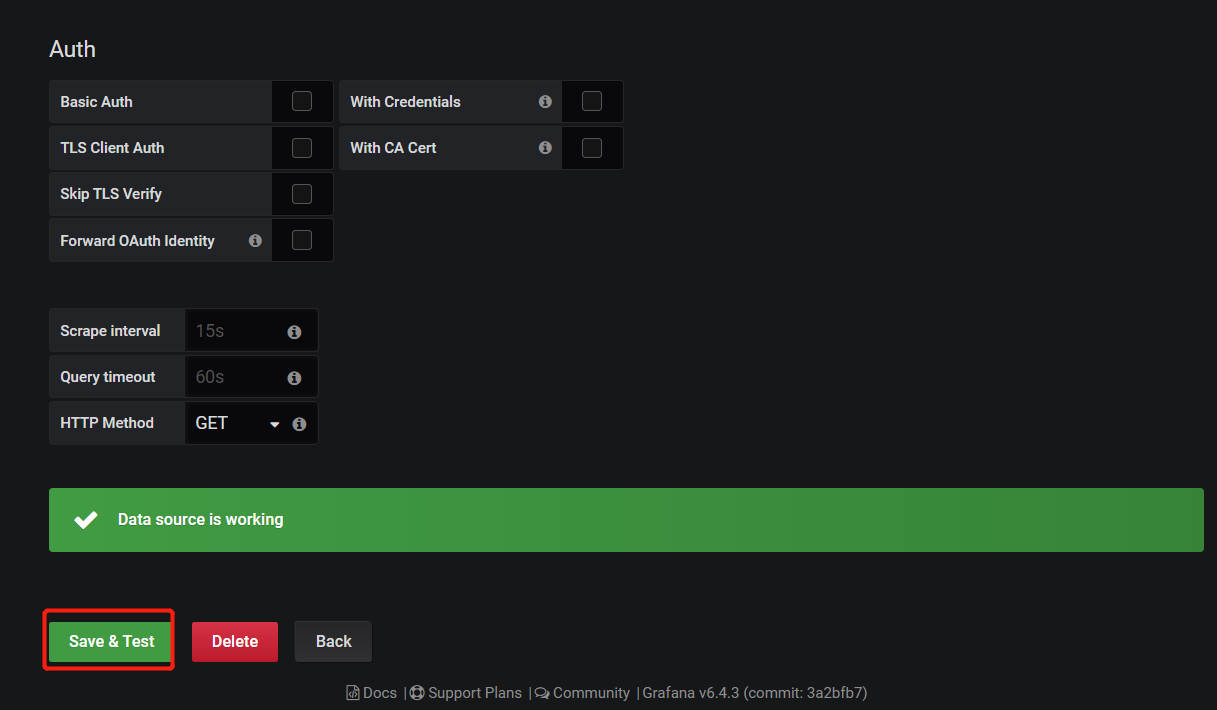 Auth
Basic Auth With Credentials
TLS Client Auth With CA Cert
Skip TLS Verify
Forward OAuth Identity
Scrape interval 15s
Query timeout 60s
HTTP Method GET
Data source is working
Save & Test Delete Back
Docs | Support Plans | Community | Grafana v6.4.3 (commit: 3a2bfb7)